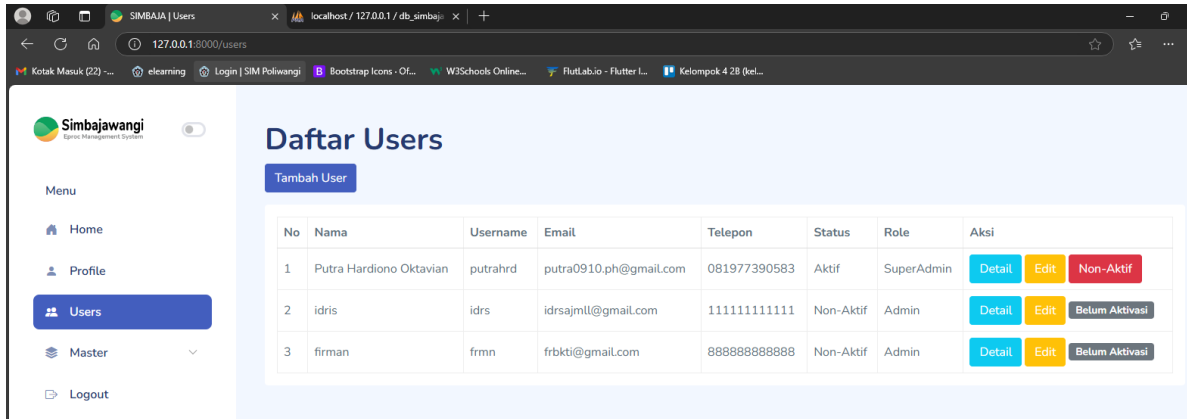 SIMBAJA | Users
localhost / 127.0.0.1 / db_simbaj
127.0.0.1:8000/users
Kotak Masuk (22) -...
elearning
Login | SIM Poliwangi
Bootstrap Icons · Of...
W3Schools Online...
FlutLab.io - Flutter I...
Kelompok 4 2B (kel...
Simbajawangi
Eproc Management System
Menu
Home
Profile
Users
Master
Logout
Daftar Users
Tambah User
No Nama Username Email Telepon Status Role Aksi
1 Putra Hardiono Oktavian putrahrd putra0910.ph@gmail.com 081977390583 Aktif SuperAdmin Detail Edit Non-Aktif
2 idris idrs idrsajmll@gmail.com 111111111111 Non-Aktif Admin Detail Edit Belum Aktivasi
3 firman frmn frbkti@gmail.com 888888888888 Non-Aktif Admin Detail Edit Belum Aktivasi